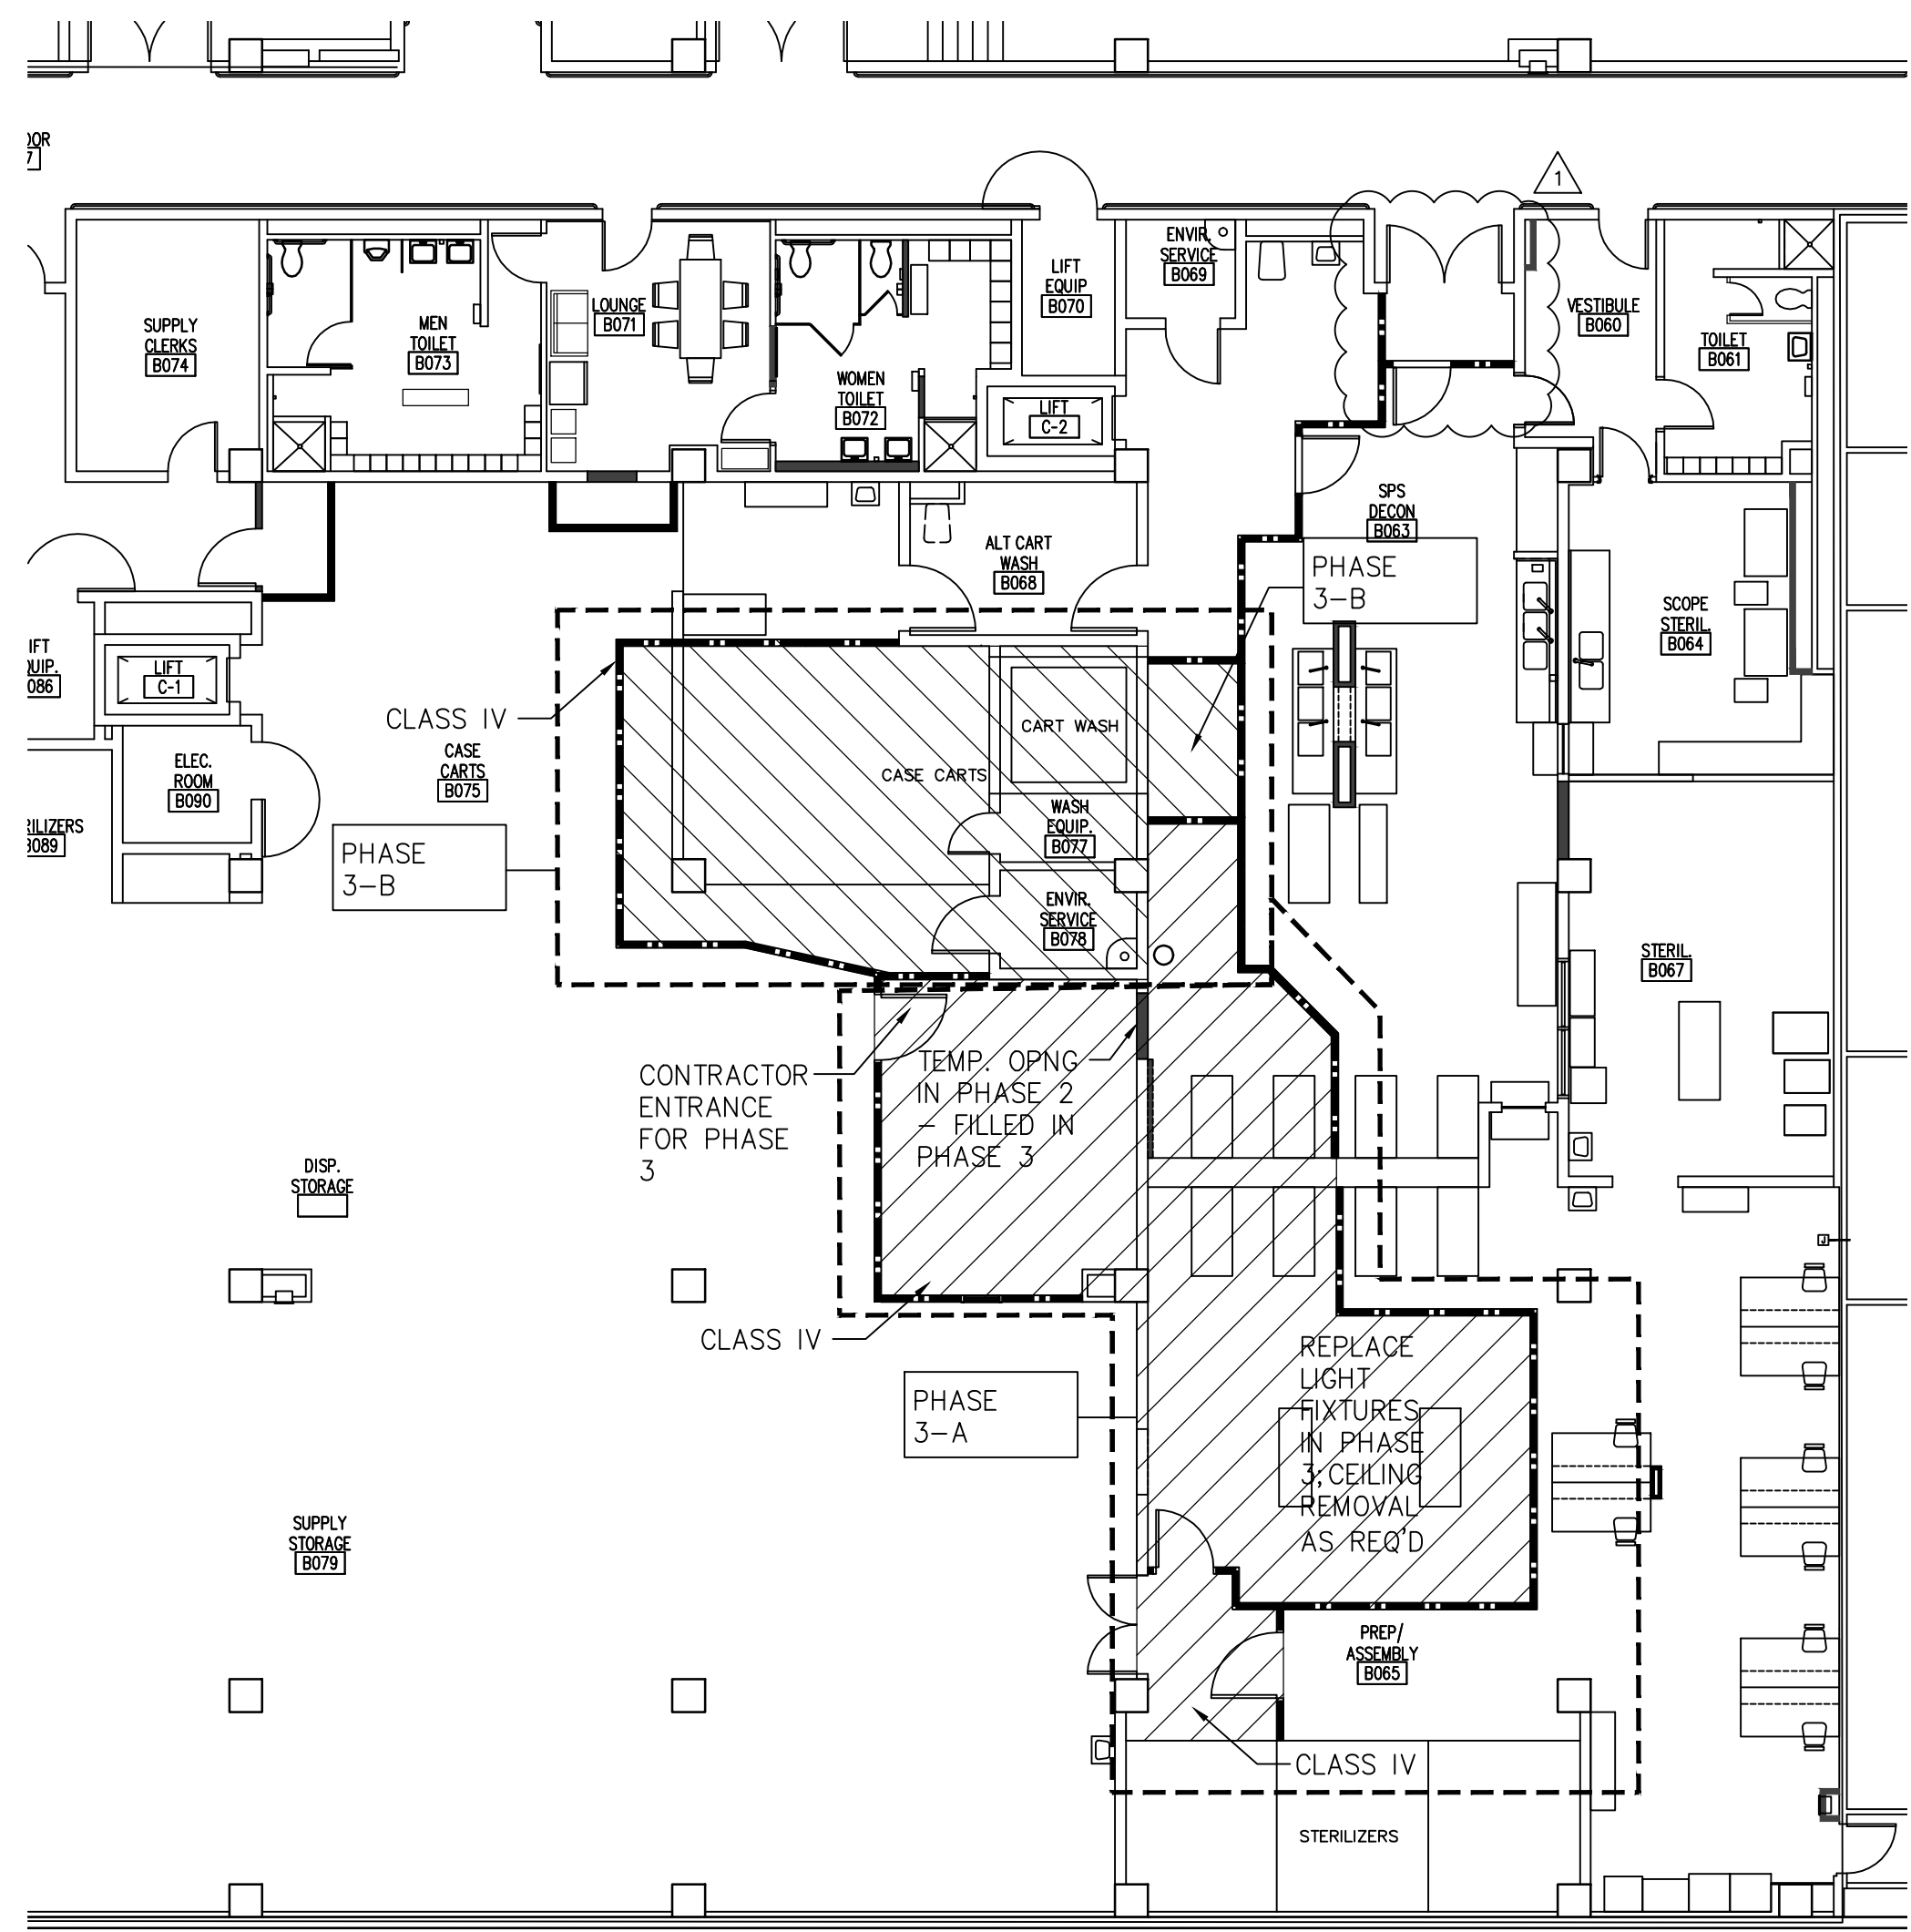 1
SUPPLY
CLERKS
B074
MEN
TOILET
B073
LOUNGE
B071
WOMEN
TOILET
B072
LIFT
EQUIP
B070
LIFT
C-2
ENVIR.
SERVICE
B069
VESTIBULE
B060
TOILET
B061
SPS
DECON
B063
ALT CART
WASH
B068
PHASE
3-B
SCOPE
STERIL.
B064
IFT
UIP.
086
LIFT
C-1
CLASS IV
CASE
CARTS
B075
ELEC.
ROOM
B090
RILIZERS
B089
PHASE
3-B
CART WASH
CASE CARTS
WASH
EQUIP.
B077
ENVIR.
SERVICE
B078
STERIL.
B067
CONTRACTOR
ENTRANCE
FOR PHASE
3
TEMP. OPNG
IN PHASE 2
- FILLED IN
PHASE 3
DISP.
STORAGE
CLASS IV
PHASE
3-A
REPLACE
LIGHT
FIXTURES
IN PHASE
3; CEILING
REMOVAL
AS REQ'D
SUPPLY
STORAGE
B079
PREP/
ASSEMBLY
B065
CLASS IV
STERILIZERS